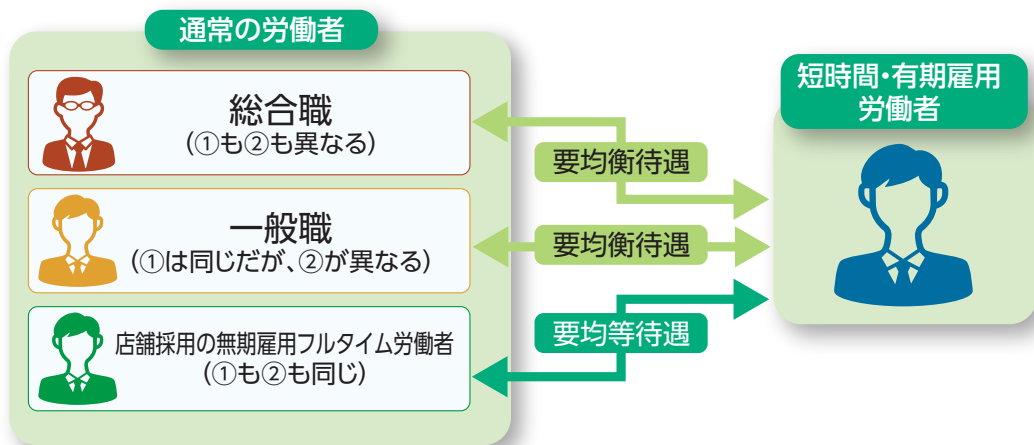 通常の労働者
総合職
(①も②も異なる)
一般職
(①は同じだが、②が異なる)
店舗採用の無期雇用フルタイム労働者
(①も②も同じ)
要均衡待遇
要均衡待遇
要均等待遇
短時間・有期雇用
労働者